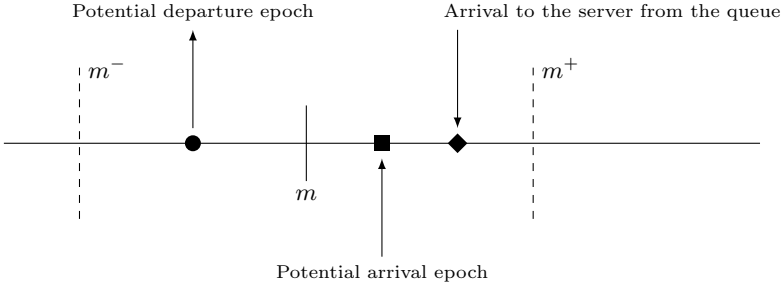 Potential departure epoch
Arrival to the server from the queue
m⁻
m⁺
m
Potential arrival epoch